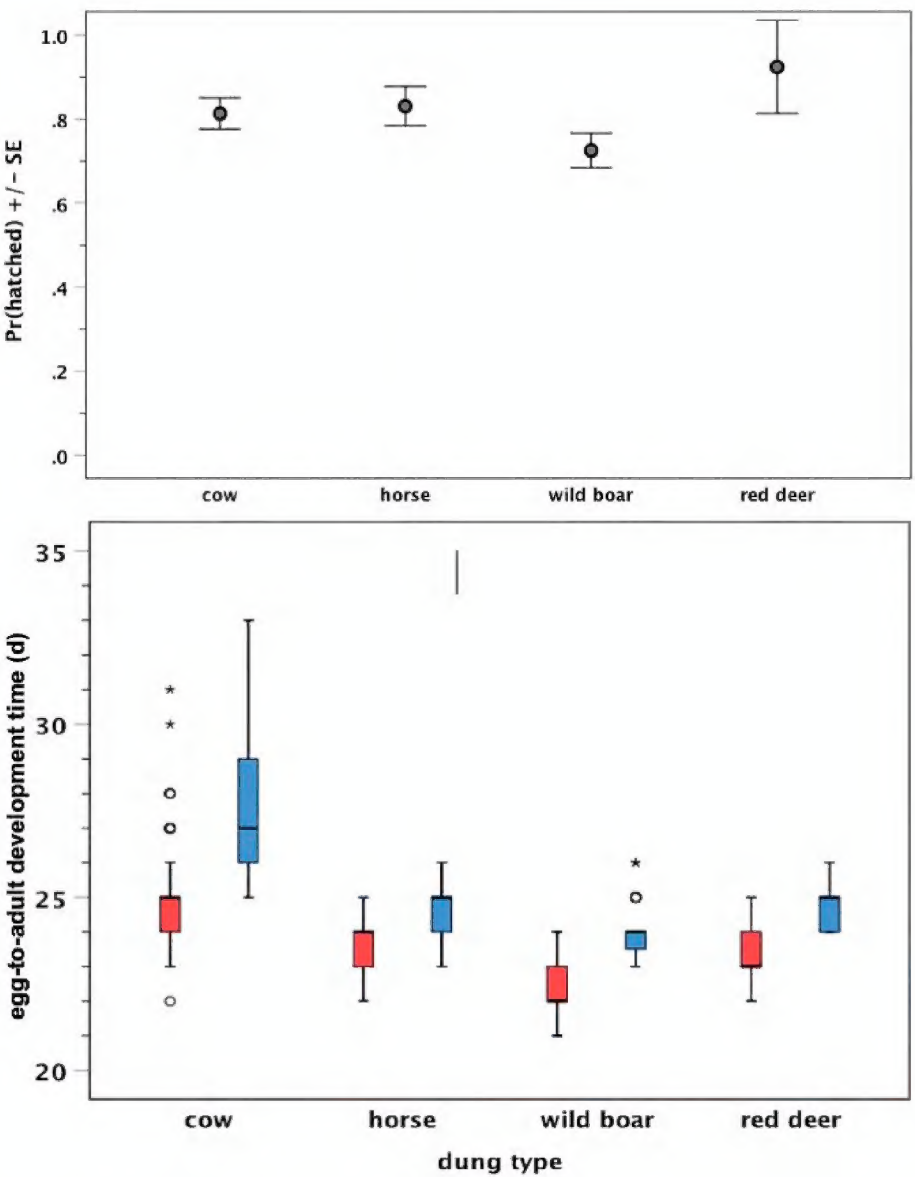 Pr(hatched) +/- SE
1.0
.8
.6
.4
.2
.0
cow horse wild boar red deer
egg-to-adult development time (d)
35
30
25
20
cow horse wild boar red deer
dung type